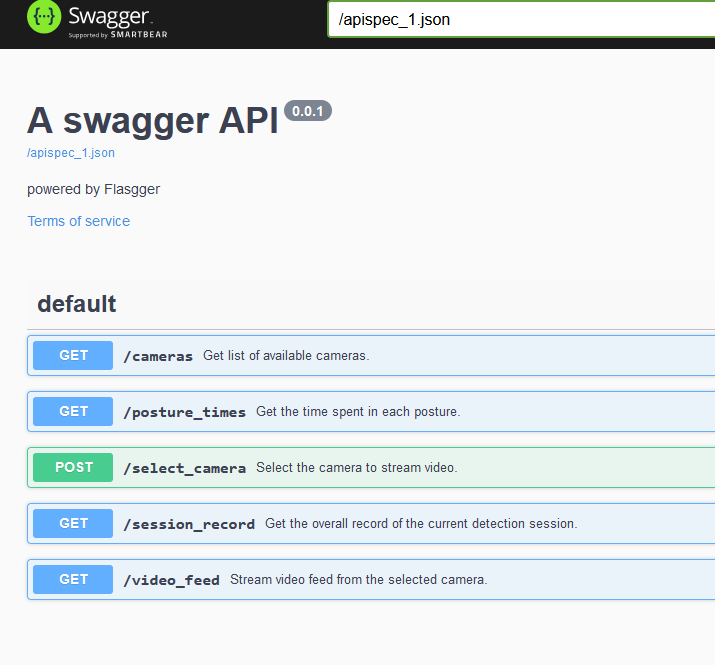 Swagger.
Supported by SMARTBEAR
/apispec_1.json
A swagger API 0.0.1
/apispec_1.json
powered by Flasgger
Terms of service
default
GET /cameras Get list of available cameras.
GET /posture_times Get the time spent in each posture.
POST /select_camera Select the camera to stream video.
GET /session_record Get the overall record of the current detection session.
GET /video_feed Stream video feed from the selected camera.